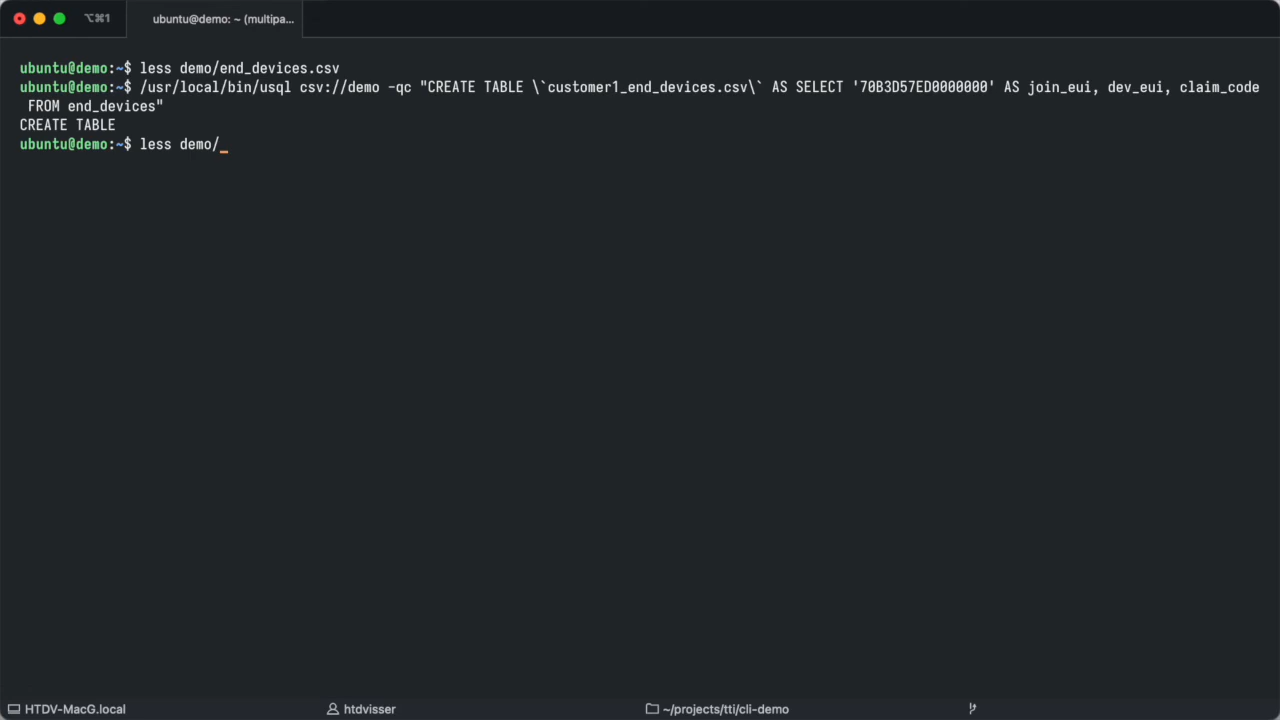 ⌥⌘1
ubuntu@demo: ~ (multipa...
ubuntu@demo:~$ less demo/end_devices.csv
ubuntu@demo:~$ /usr/local/bin/usql csv://demo -qc "CREATE TABLE \`customer1_end_devices.csv\` AS SELECT '70B3D57ED0000000' AS join_eui, dev_eui, claim_code
FROM end_devices"
CREATE TABLE
ubuntu@demo:~$ less demo/_
HTDV-MacG.local
htdvisser
~/projects/tti/cli-demo